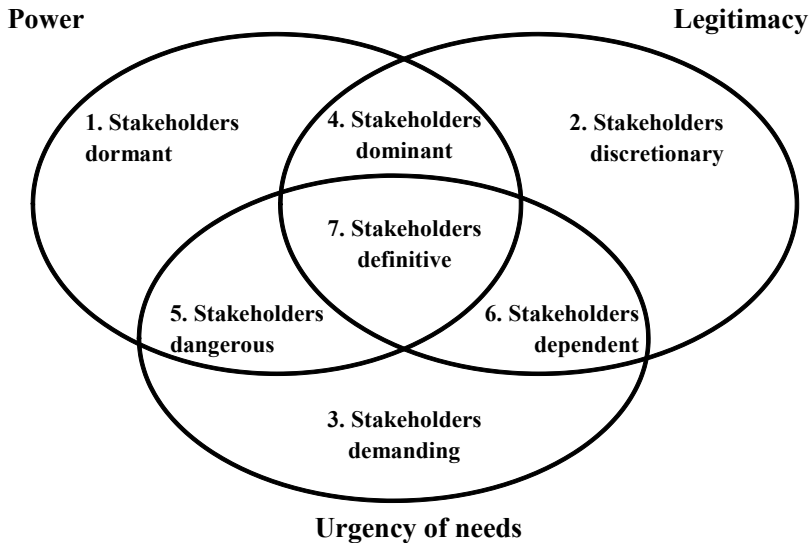 Power
Legitimacy
1. Stakeholders
dormant
4. Stakeholders
dominant
2. Stakeholders
discretionary
7. Stakeholders
definitive
5. Stakeholders
dangerous
6. Stakeholders
dependent
3. Stakeholders
demanding
Urgency of needs